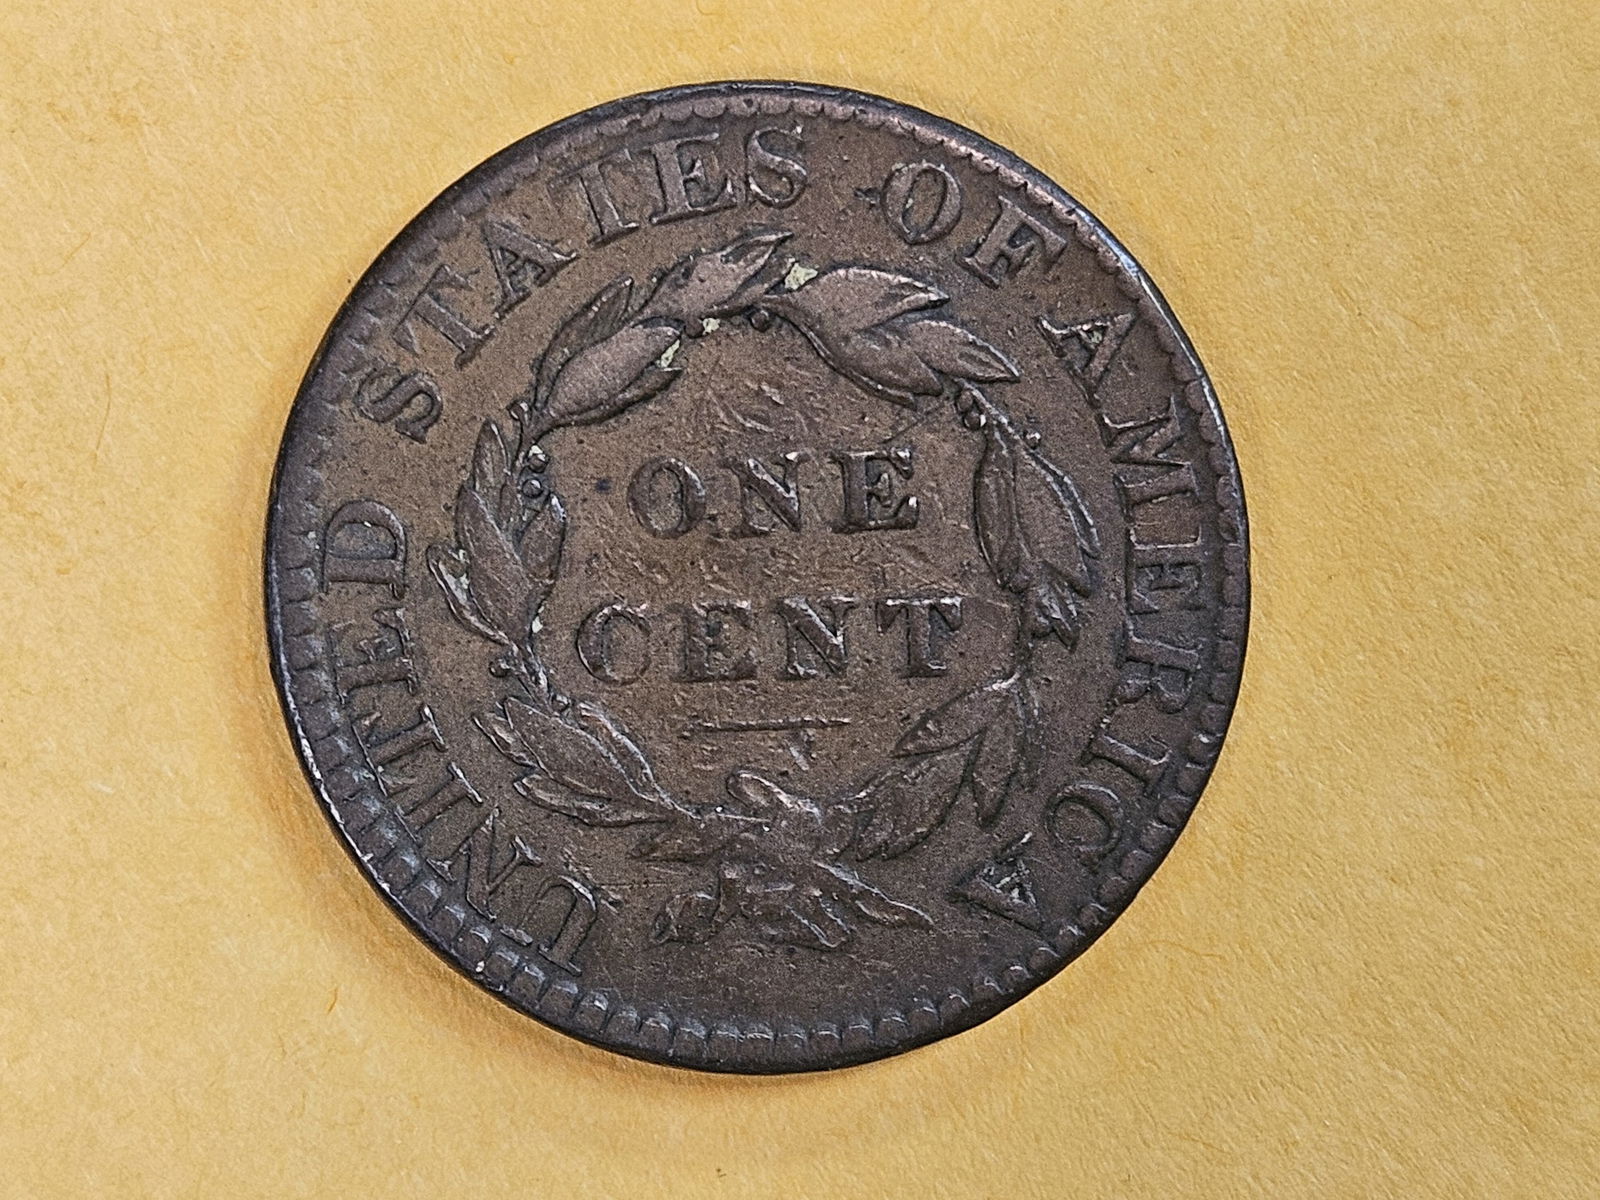 UNITED STATES OF AMERICA
ONE
CENT